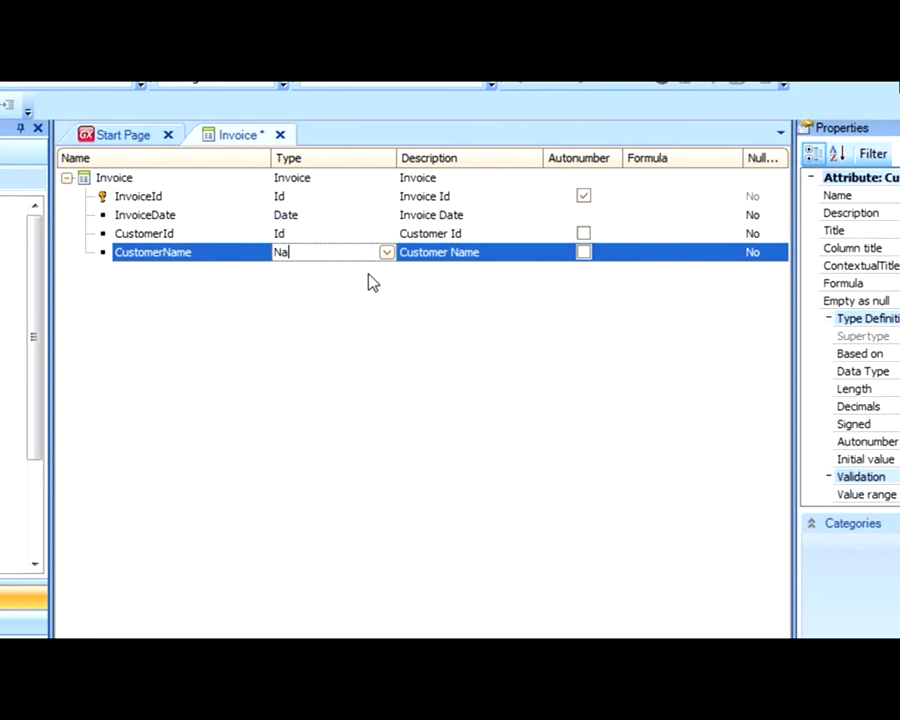 GX Start Page
Invoice *
Properties
Name Type Description Autonumber Formula Null...
Filter
Invoice Invoice Invoice
Attribute: Cu
InvoiceId Id Invoice Id No
Name
InvoiceDate Date Invoice Date No
Description
CustomerId Id Customer Id No
Title
CustomerName Na Customer Name No
Column title
ContextualTitle
Formula
Empty as null
Type Definiti
Supertype
Based on
Data Type
Length
Decimals
Signed
Autonumber
Initial value
Validation
Value range
Categories